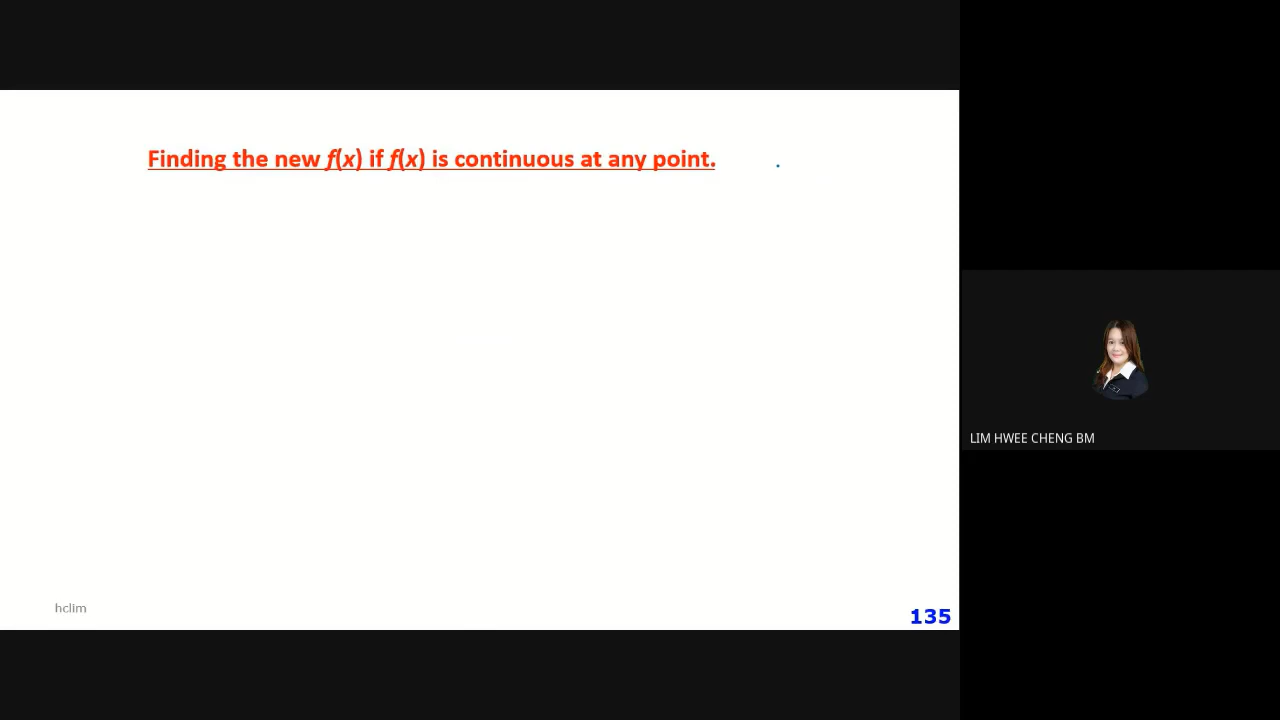 Finding the new f(x) if f(x) is continuous at any point.
LIM HWEE CHENG BM
hclim
135